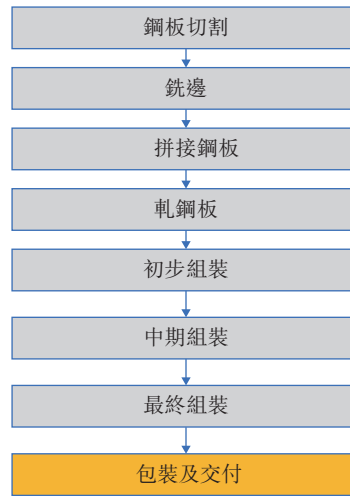 鋼板切割
銑邊
拼接鋼板
軋鋼板
初步組裝
中期組裝
最終組裝
包裝及交付